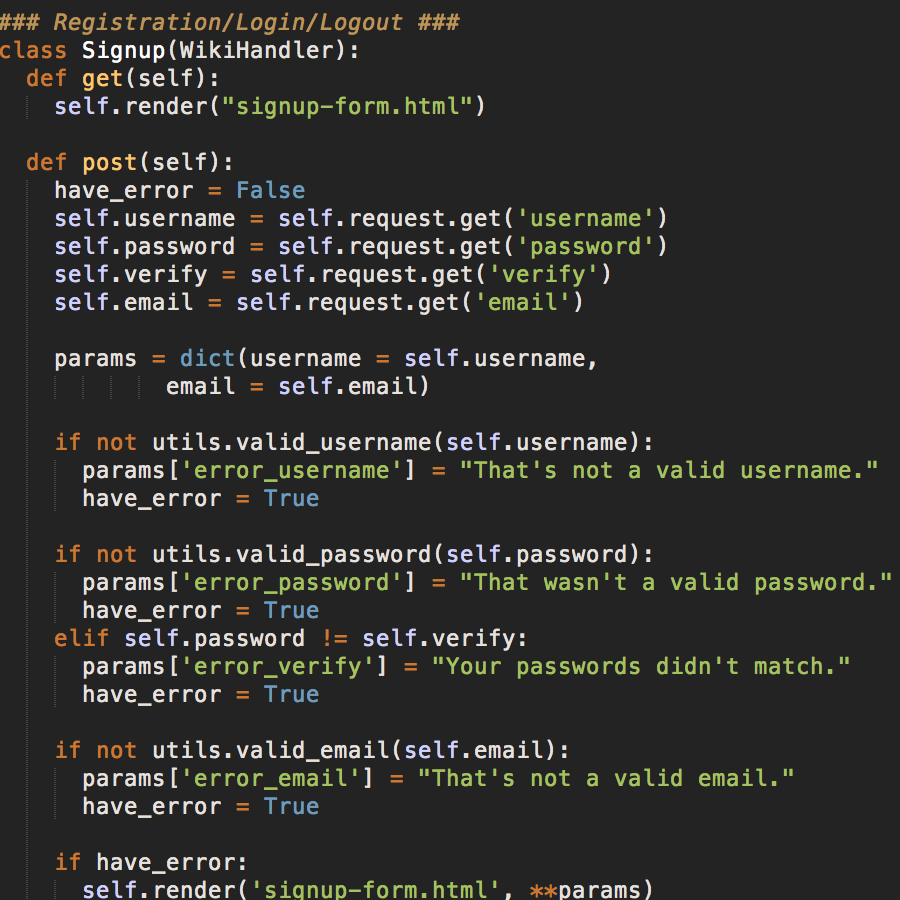 ### Registration/Login/Logout ###
class Signup(WikiHandler):
  def get(self):
    self.render("signup-form.html")

  def post(self):
    have_error = False
    self.username = self.request.get('username')
    self.password = self.request.get('password')
    self.verify = self.request.get('verify')
    self.email = self.request.get('email')

    params = dict(username = self.username,
            email = self.email)

    if not utils.valid_username(self.username):
      params['error_username'] = "That's not a valid username."
      have_error = True

    if not utils.valid_password(self.password):
      params['error_password'] = "That wasn't a valid password."
      have_error = True
    elif self.password != self.verify:
      params['error_verify'] = "Your passwords didn't match."
      have_error = True

    if not utils.valid_email(self.email):
      params['error_email'] = "That's not a valid email."
      have_error = True

    if have_error:
      self.render('signup-form.html', **params)